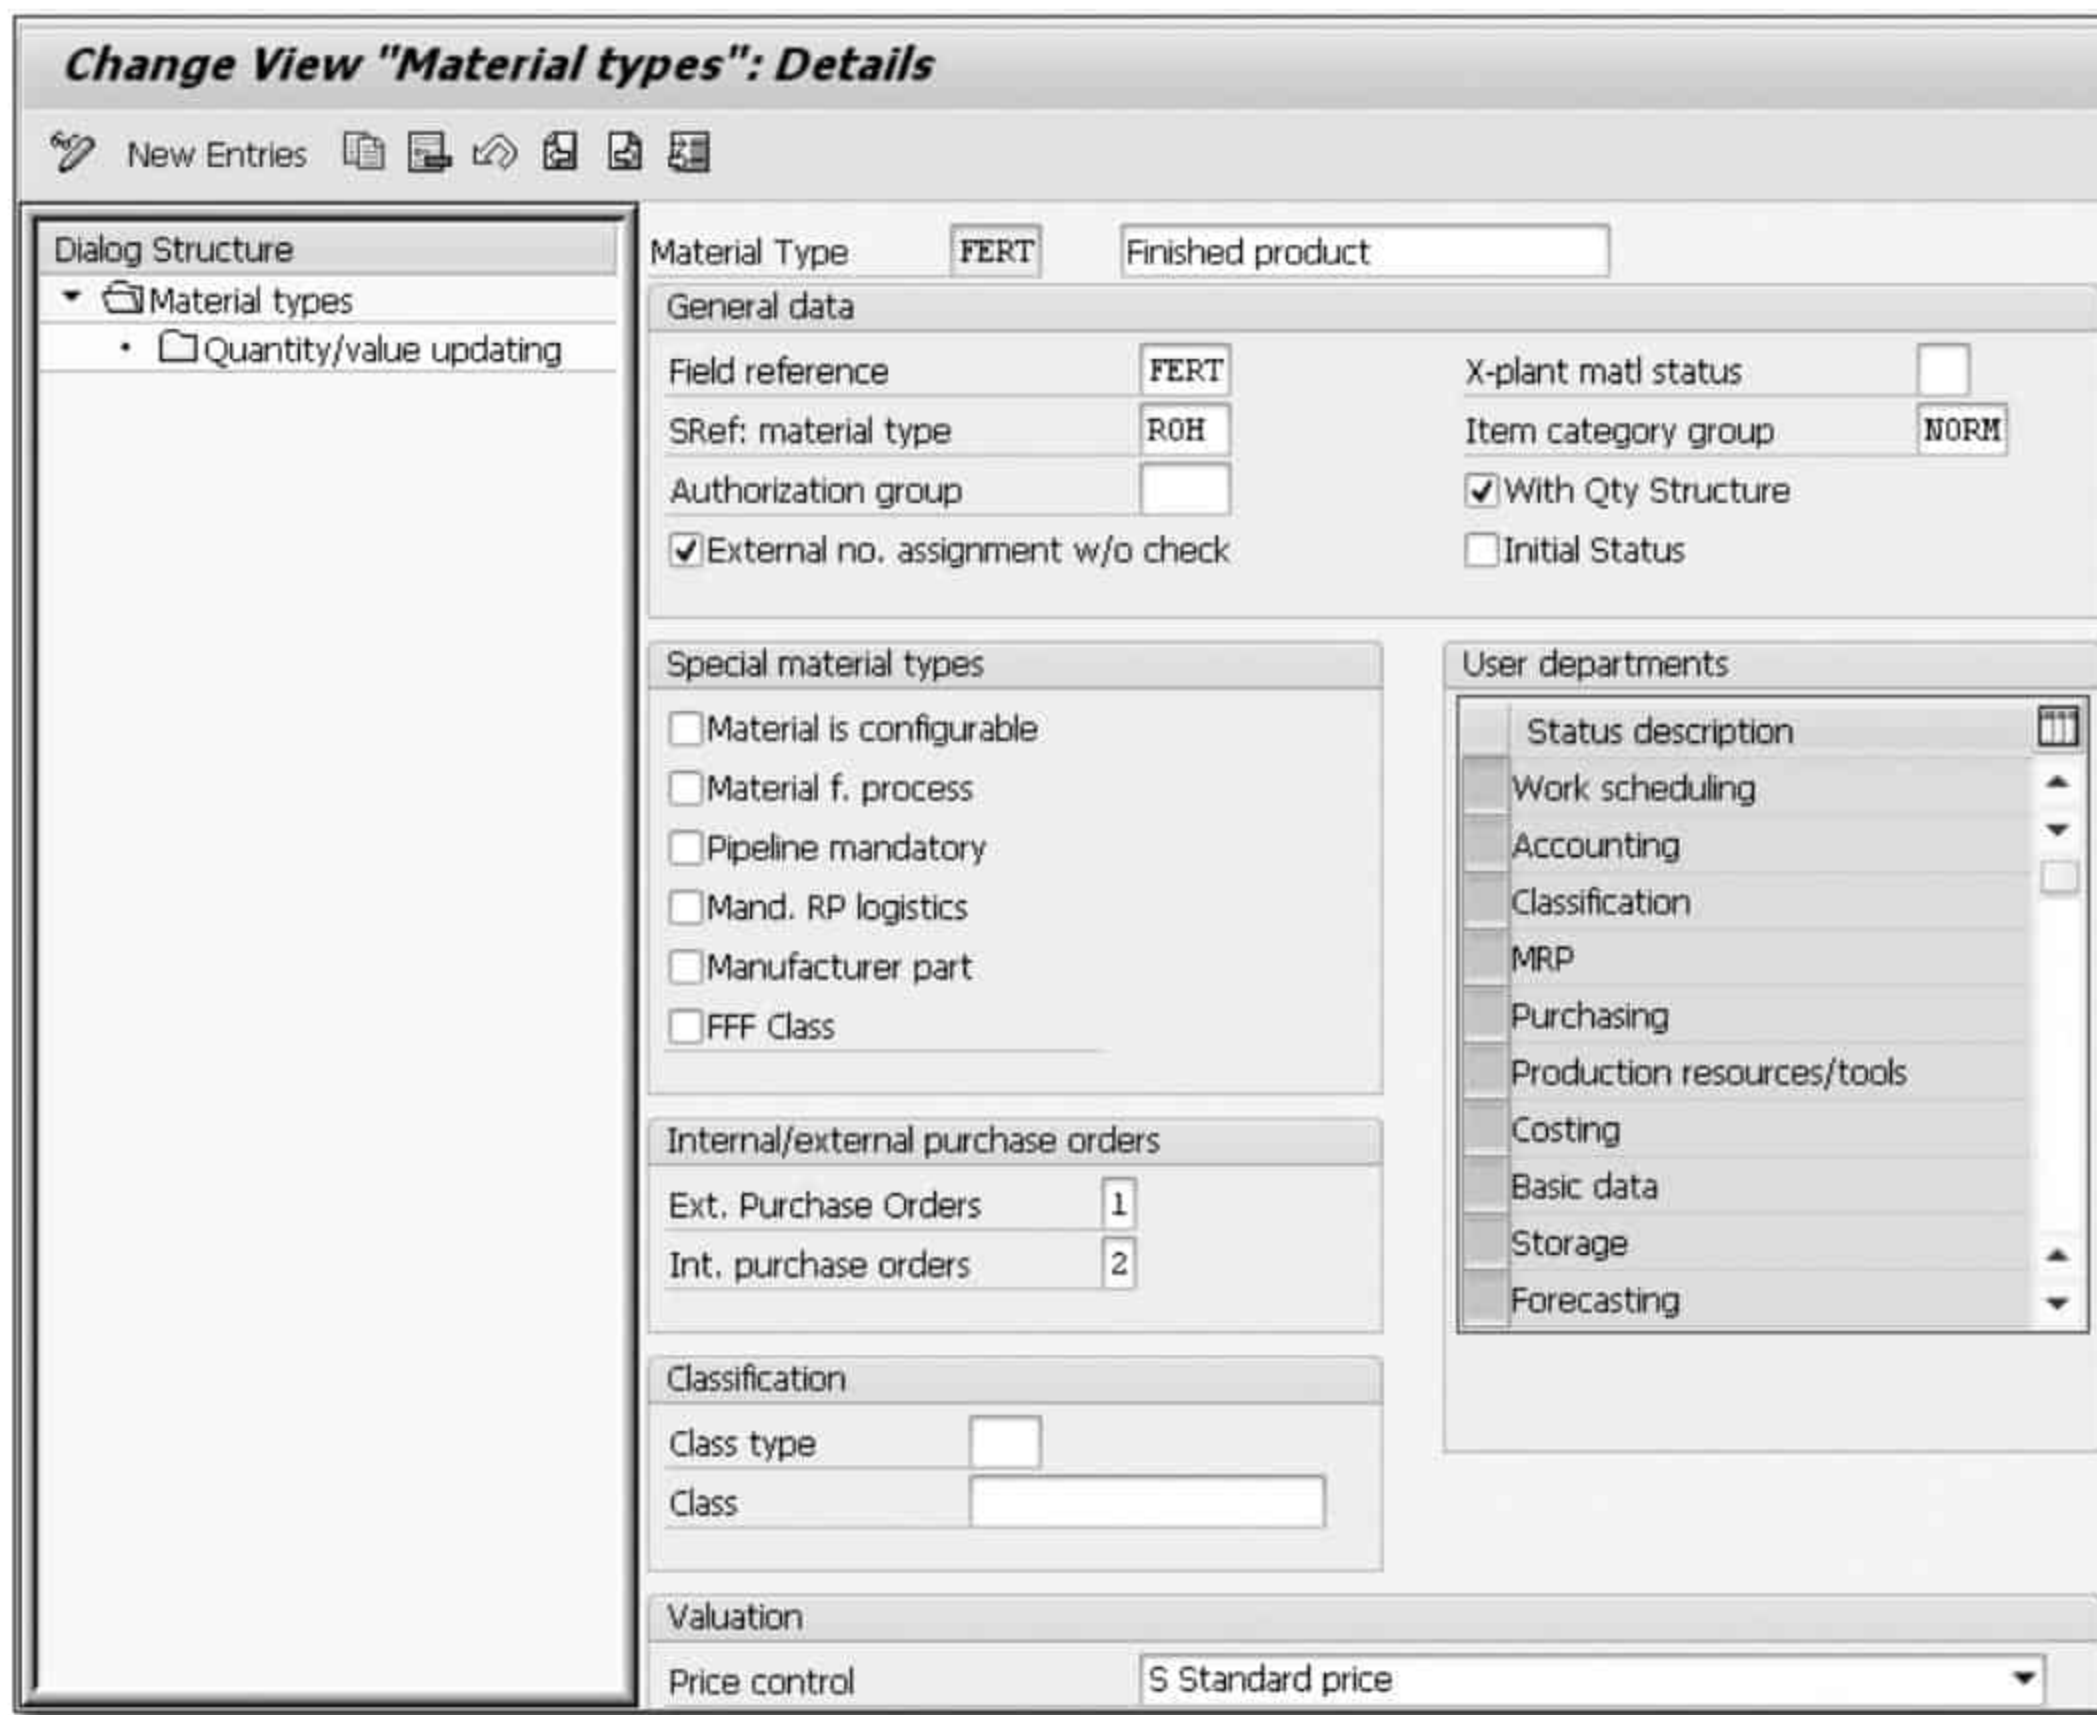 Change View "Material types": Details
New Entries
Dialog Structure
Material types
Quantity/value updating
Material Type FERT Finished product
General data
Field reference FERT X-plant matl status
SRef: material type ROH Item category group NORM
Authorization group With Qty Structure
External no. assignment w/o check Initial Status
Special material types
Material is configurable
Material f. process
Pipeline mandatory
Mand. RP logistics
Manufacturer part
FFF Class
User departments
Status description
Work scheduling
Accounting
Classification
MRP
Purchasing
Production resources/tools
Costing
Basic data
Storage
Forecasting
Internal/external purchase orders
Ext. Purchase Orders 1
Int. purchase orders 2
Classification
Class type
Class
Valuation
Price control S Standard price